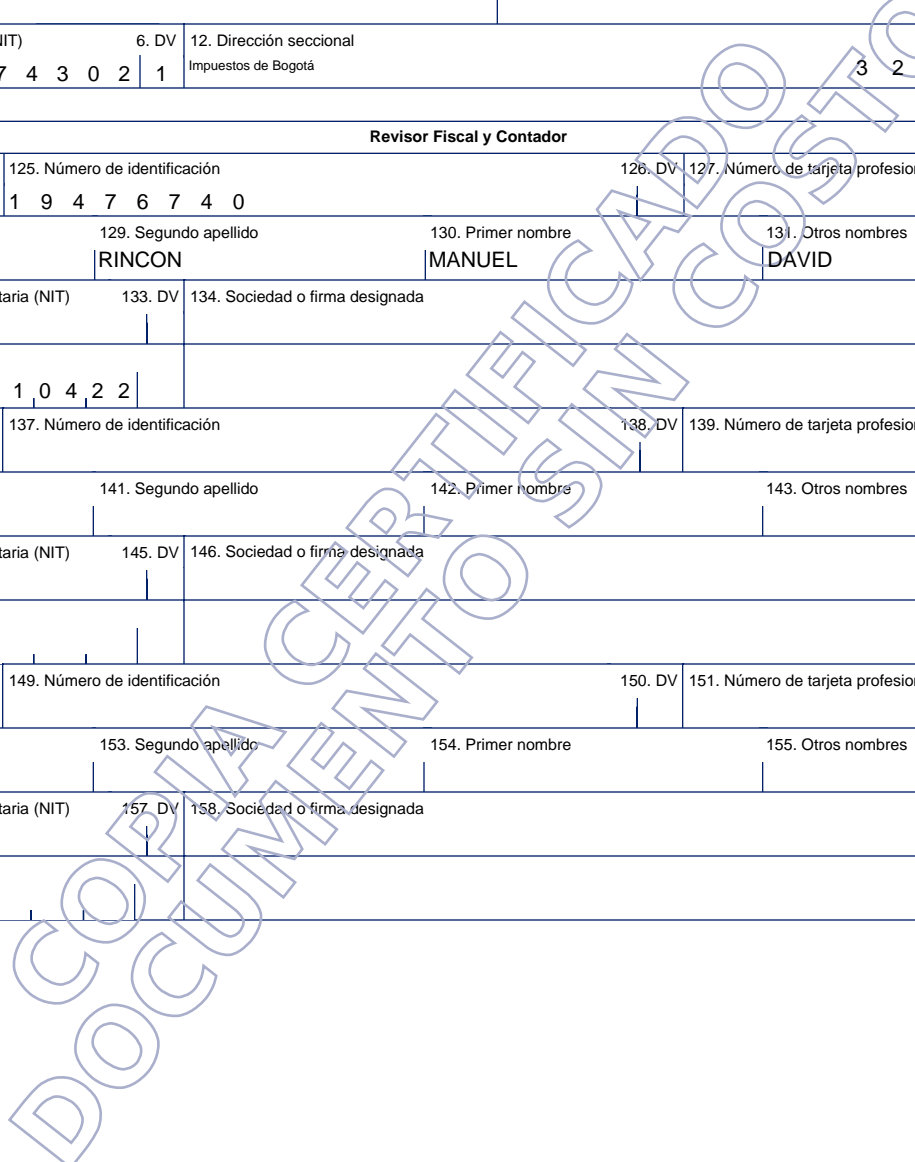 NIT) 6. DV 12. Dirección seccional
7 4 3 0 2 1 Impuestos de Bogotá 3 2
Revisor Fiscal y Contador
125. Número de identificación 126. DV 127. Número de tarjeta profesion
1 9 4 7 6 7 4 0
129. Segundo apellido 130. Primer nombre 131. Otros nombres
RINCON MANUEL DAVID
taria (NIT) 133. DV 134. Sociedad o firma designada
1 0 4 2 2
137. Número de identificación 138. DV 139. Número de tarjeta profesion
141. Segundo apellido 142. Primer nombre 143. Otros nombres
taria (NIT) 145. DV 146. Sociedad o firma designada
149. Número de identificación 150. DV 151. Número de tarjeta profesion
153. Segundo apellido 154. Primer nombre 155. Otros nombres
taria (NIT) 157. DV 158. Sociedad o firma designada
COPIA CERTIFICADO
DOCUMENTO SIN COSTO